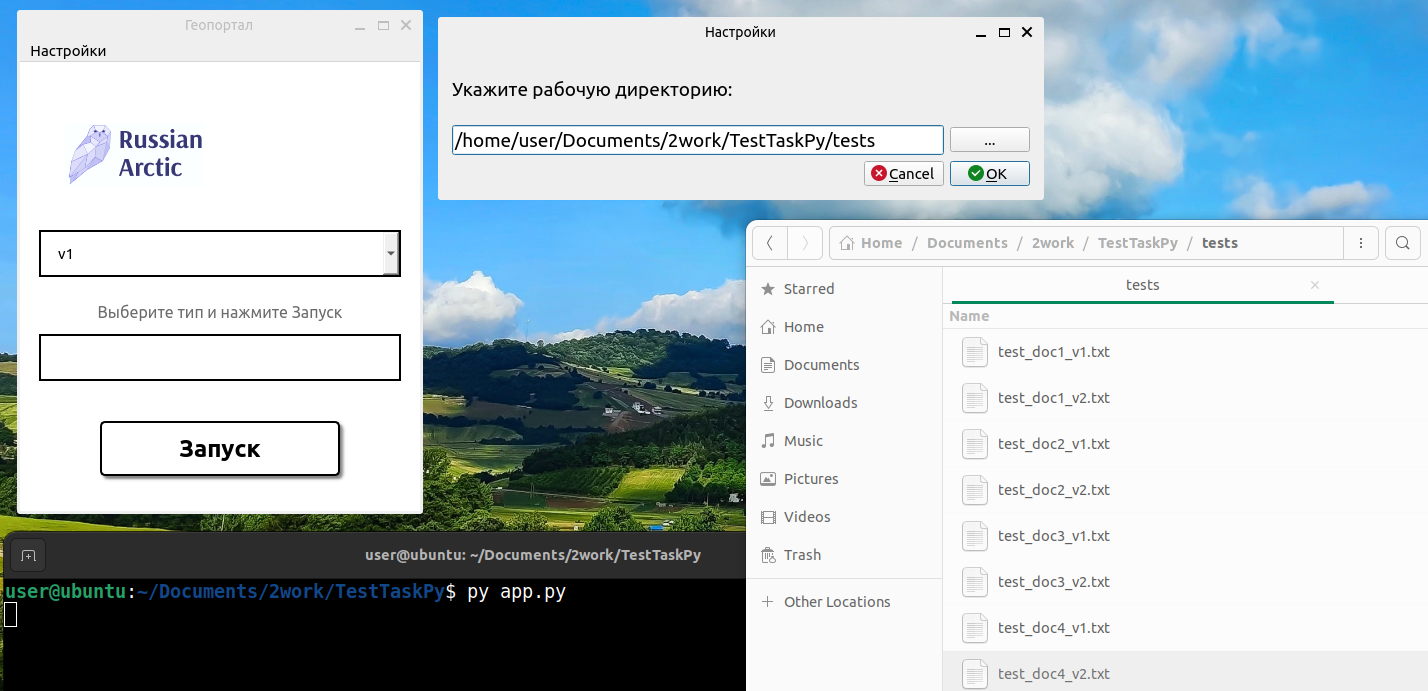 Геопортал
Настройки
Russian
Arctic
v1
Выберите тип и нажмите Запуск
Запуск
Настройки
Укажите рабочую директорию:
/home/user/Documents/2work/TestTaskPy/tests
...
Cancel
OK
Home / Documents / 2work / TestTaskPy / tests
Starred
Home
Documents
Downloads
Music
Pictures
Videos
Trash
Other Locations
tests
Name
test_doc1_v1.txt
test_doc1_v2.txt
test_doc2_v1.txt
test_doc2_v2.txt
test_doc3_v1.txt
test_doc3_v2.txt
test_doc4_v1.txt
test_doc4_v2.txt
user@ubuntu: ~/Documents/2work/TestTaskPy
user@ubuntu:~/Documents/2work/TestTaskPy$ py app.py